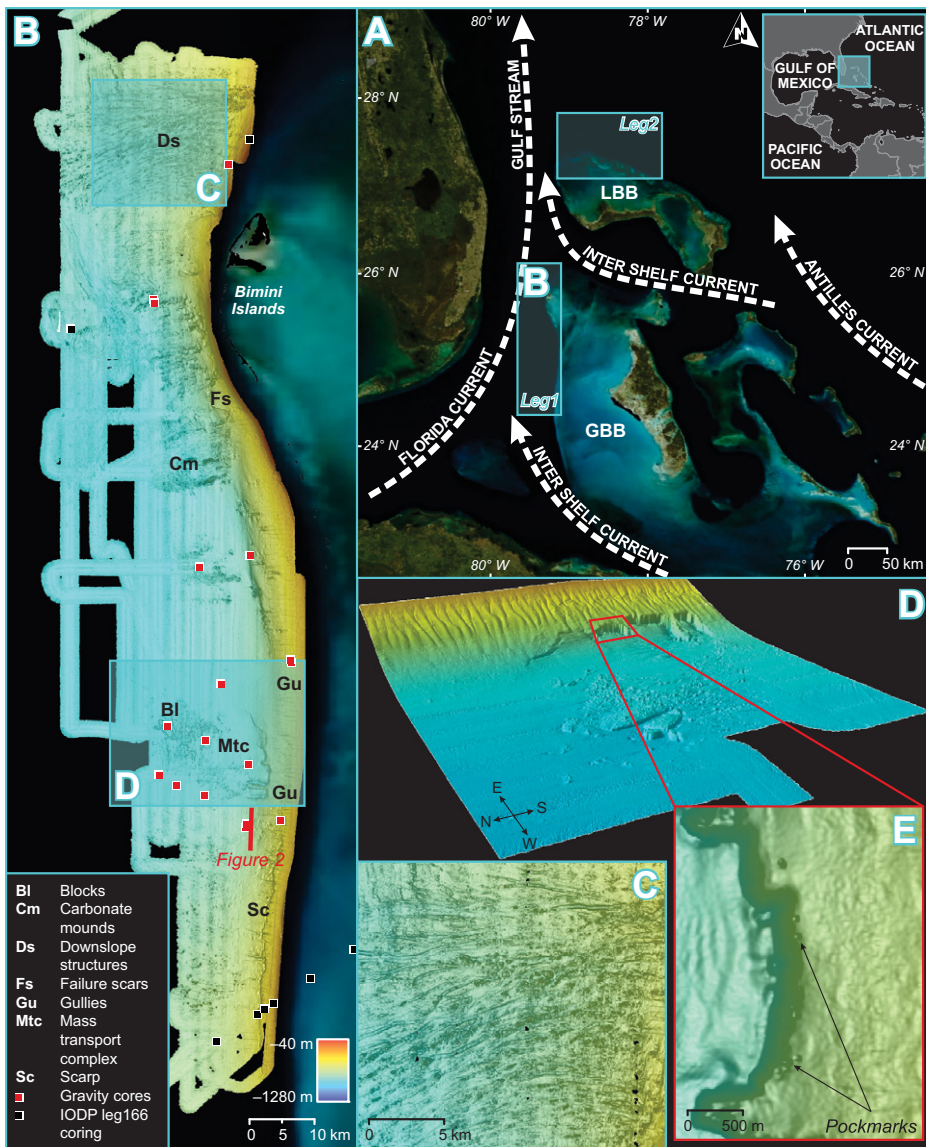 B
Ds
C
Bimini
Islands
Fs
Cm
Gu
Bl
Mtc
D
Gu
Figure 2
Sc
Bl Blocks
Cm Carbonate
mounds
Ds Downslope
structures
Fs Failure scars
Gu Gullies
Mtc Mass
transport
complex
Sc Scarp
Gravity cores
IODP leg166
coring
–40 m
–1280 m
0 5 10 km
80° W
78° W
A
N
ATLANTIC
OCEAN
GULF OF
MEXICO
PACIFIC
OCEAN
28° N
GULF STREAM
Leg2
LBB
26° N
26° N
INTER SHELF CURRENT
ANTILLES CURRENT
B
Leg1
FLORIDA CURRENT
GBB
24° N
24° N
INTER SHELF CURRENT
80° W
76° W
0 50 km
D
E
N
S
W
C
0 5 km
E
0 500 m
Pockmarks